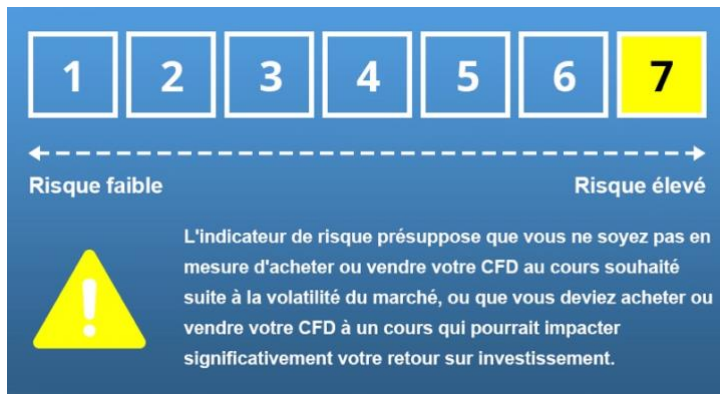 1 2 3 4 5 6 7
Risque faible Risque élevé
L'indicateur de risque présuppose que vous ne soyez pas en
mesure d'acheter ou vendre votre CFD au cours souhaité
suite à la volatilité du marché, ou que vous deviez acheter ou
vendre votre CFD à un cours qui pourrait impacter
significativement votre retour sur investissement.